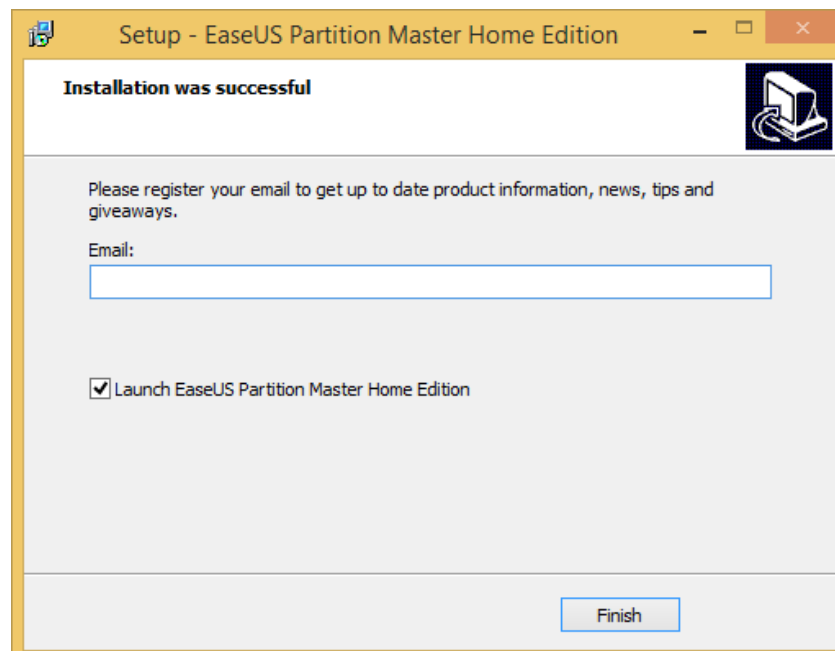 Setup - EaseUS Partition Master Home Edition
Installation was successful
Please register your email to get up to date product information, news, tips and
giveaways.
Email:
Launch EaseUS Partition Master Home Edition
Finish